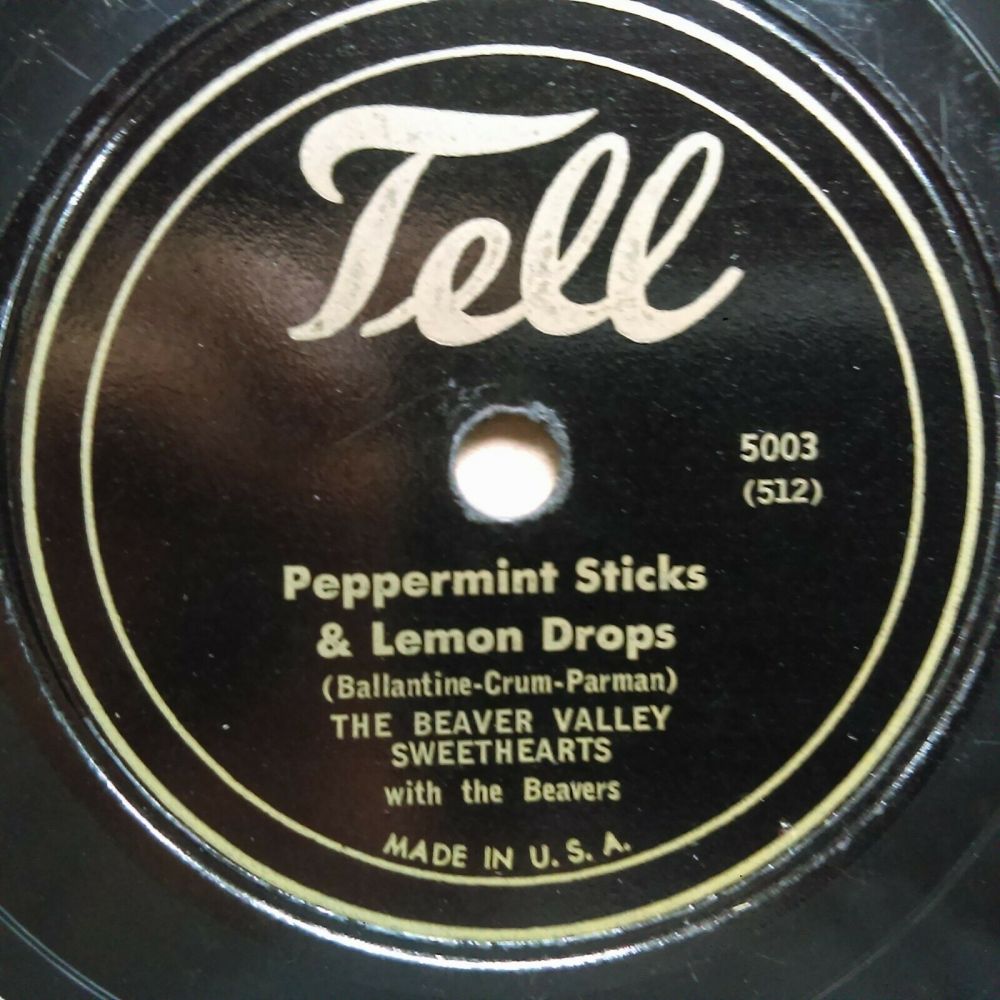 Tell
5003
(512)
Peppermint Sticks
& Lemon Drops
(Ballantine-Crum-Parman)
THE BEAVER VALLEY
SWEETHEARTS
with the Beavers
MADE IN U. S. A.